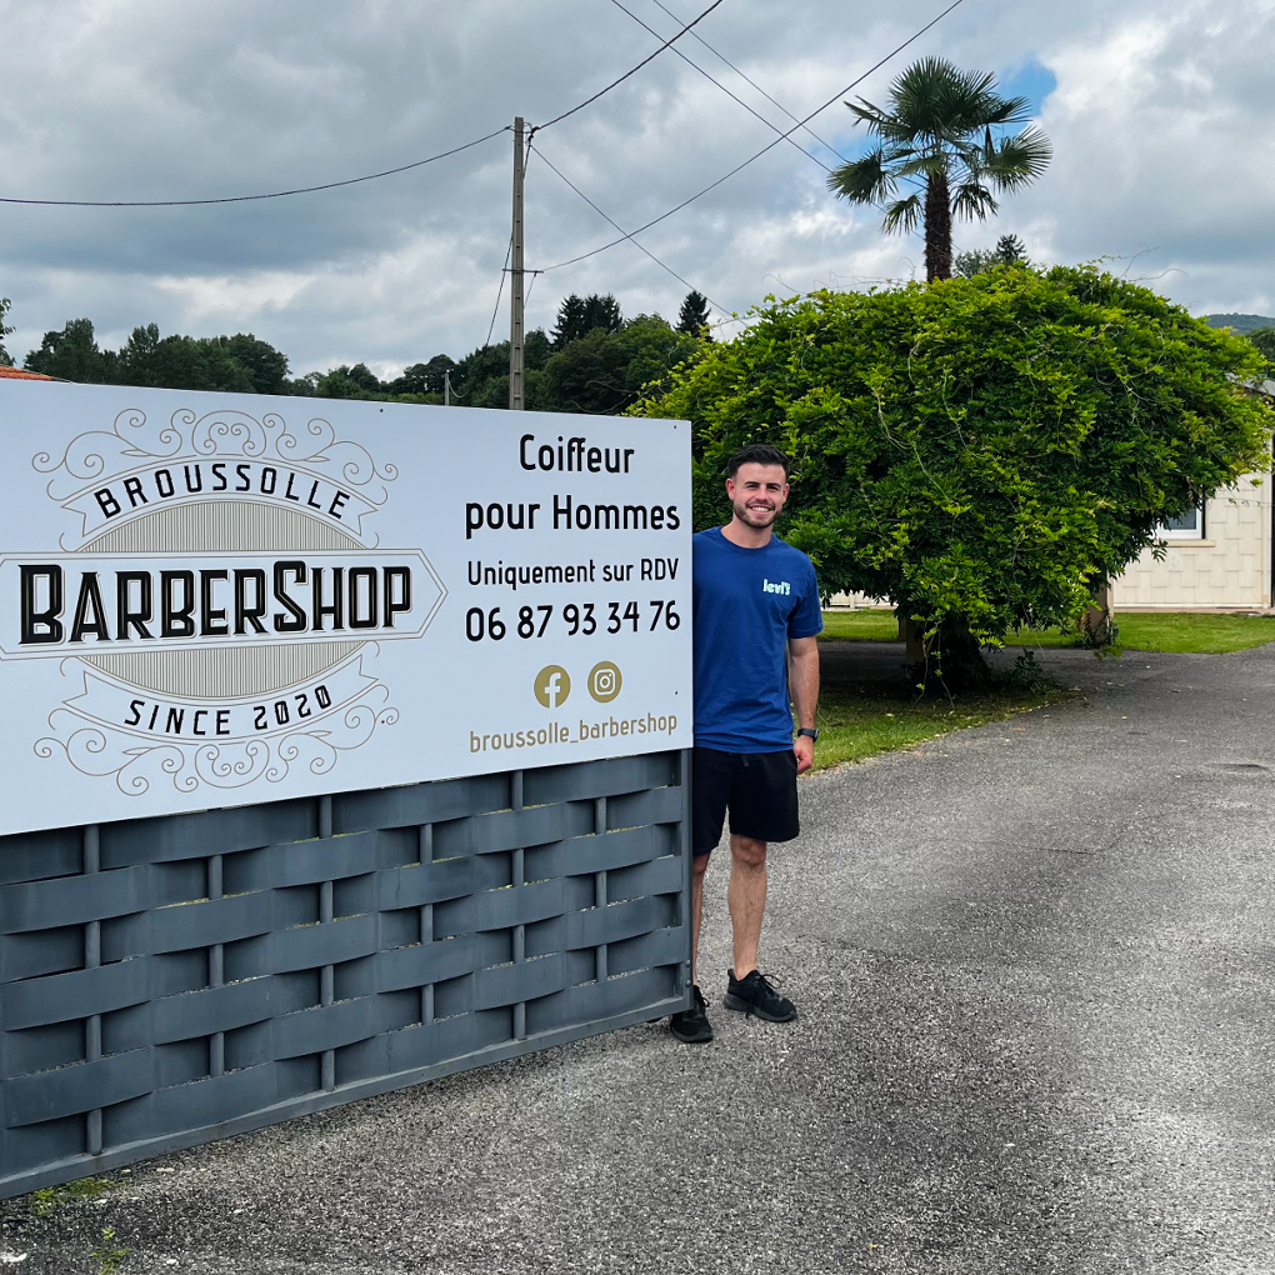 BROUSSOLLE
BARBERSHOP
SINCE 2020
Coiffeur
pour Hommes
Uniquement sur RDV
06 87 93 34 76
broussolle_barbershop
levi's